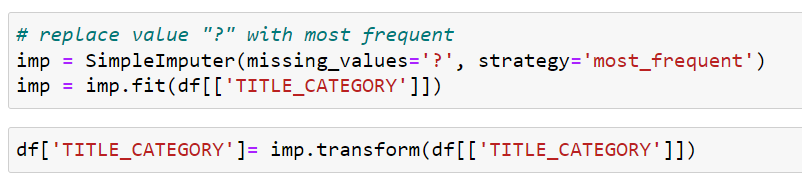 # replace value "?" with most frequent
imp = SimpleImputer(missing_values='?', strategy='most_frequent')
imp = imp.fit(df[['TITLE_CATEGORY']])
df['TITLE_CATEGORY']= imp.transform(df[['TITLE_CATEGORY']])